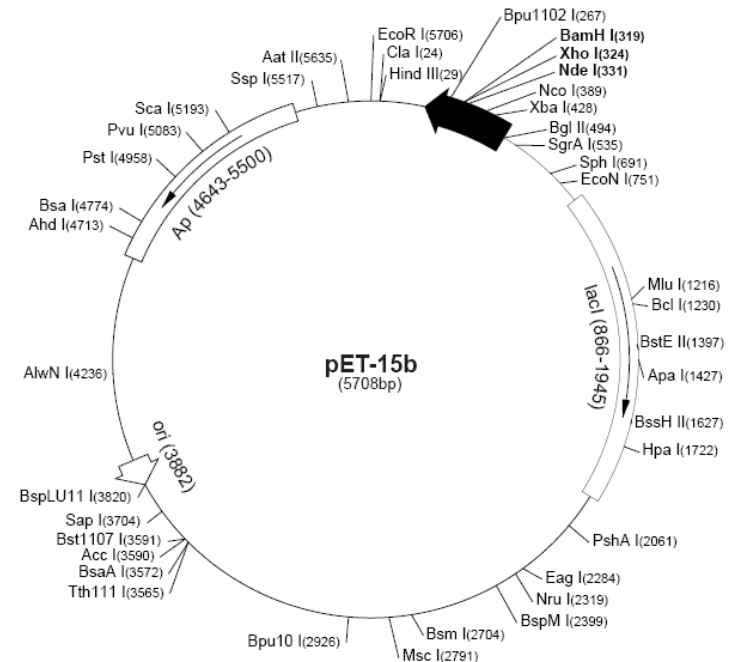 EcoR I(5706)
Cla I(24)
Hind III(29)
Bpu1102 I(267)
BamH I(319)
Xho I(324)
Nde I(331)
Nco I(389)
Xba I(428)
Bgl II(494)
SgrA I(535)
Sph I(691)
EcoN I(751)
lacI (866-1945)
Mlu I(1216)
Bcl I(1230)
BstE II(1397)
Apa I(1427)
BssH II(1627)
Hpa I(1722)
PshA I(2061)
Eag I(2284)
Nru I(2319)
BspM I(2399)
Bsm I(2704)
Msc I(2791)
Bpu10 I(2926)
Tth111 I(3565)
BsaA I(3572)
Acc I(3590)
Bst1107 I(3591)
Sap I(3704)
BspLU11 I(3820)
ori (3882)
AlwN I(4236)
Ahd I(4713)
Bsa I(4774)
Ap (4643-5500)
Pst I(4958)
Pvu I(5083)
Sca I(5193)
Ssp I(5517)
Aat II(5635)
pET-15b
(5708bp)